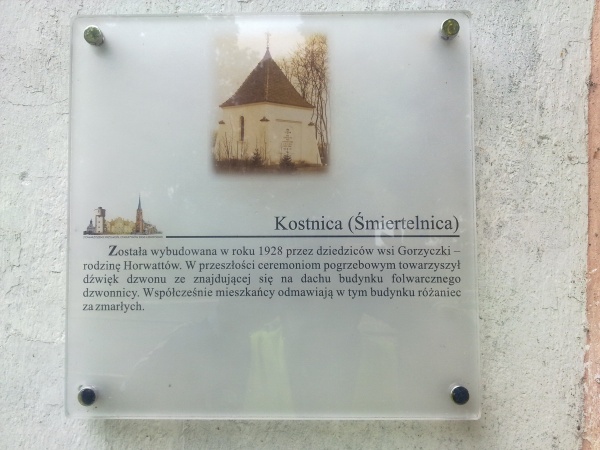 Kostnica (Śmiertelnica)
Została wybudowana w roku 1928 przez dziedziców wsi Gorzyczki –
rodzinę Horwattów. W przeszłości ceremoniom pogrzebowym towarzyszył
dźwięk dzwonu ze znajdującej się na dachu budynku folwarcznego
dzwonnicy. Współcześnie mieszkańcy odmawiają w tym budynku różaniec
za zmarłych.